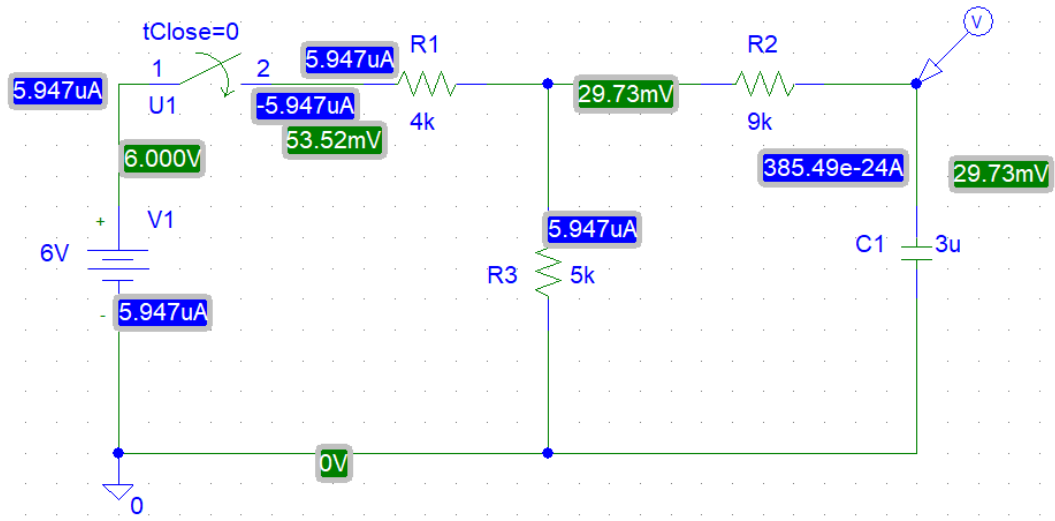 V
tClose=0
R1
R2
5.947uA
1
2
5.947uA
U1
-5.947uA
29.73mV
4k
9k
53.52mV
6.000V
385.49e-24A
29.73mV
+
V1
5.947uA
6V
C1
3u
R3
5k
-
5.947uA
0V
0